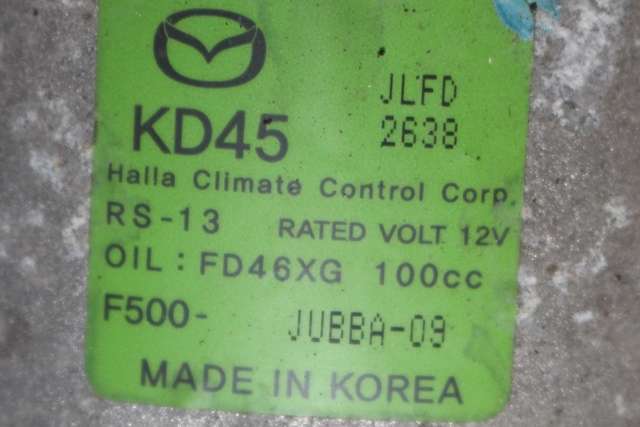 JLFD
KD45 2638
Halla Climate Control Corp.
RS-13 RATED VOLT 12V
OIL: FD46XG 100cc
F500- JUBBA-09
MADE IN KOREA